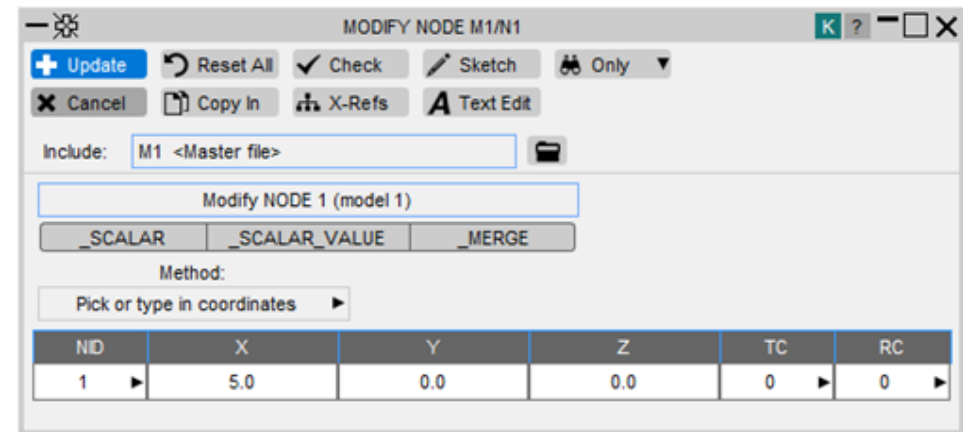 MODIFY NODE M1/N1 K ?
Update Reset All Check Sketch Only
Cancel Copy In X-Refs A Text Edit
Include: M1 <Master file>
Modify NODE 1 (model 1)
_SCALAR _SCALAR_VALUE _MERGE
Method:
Pick or type in coordinates
NID X Y Z TC RC
1 5.0 0.0 0.0 0 0